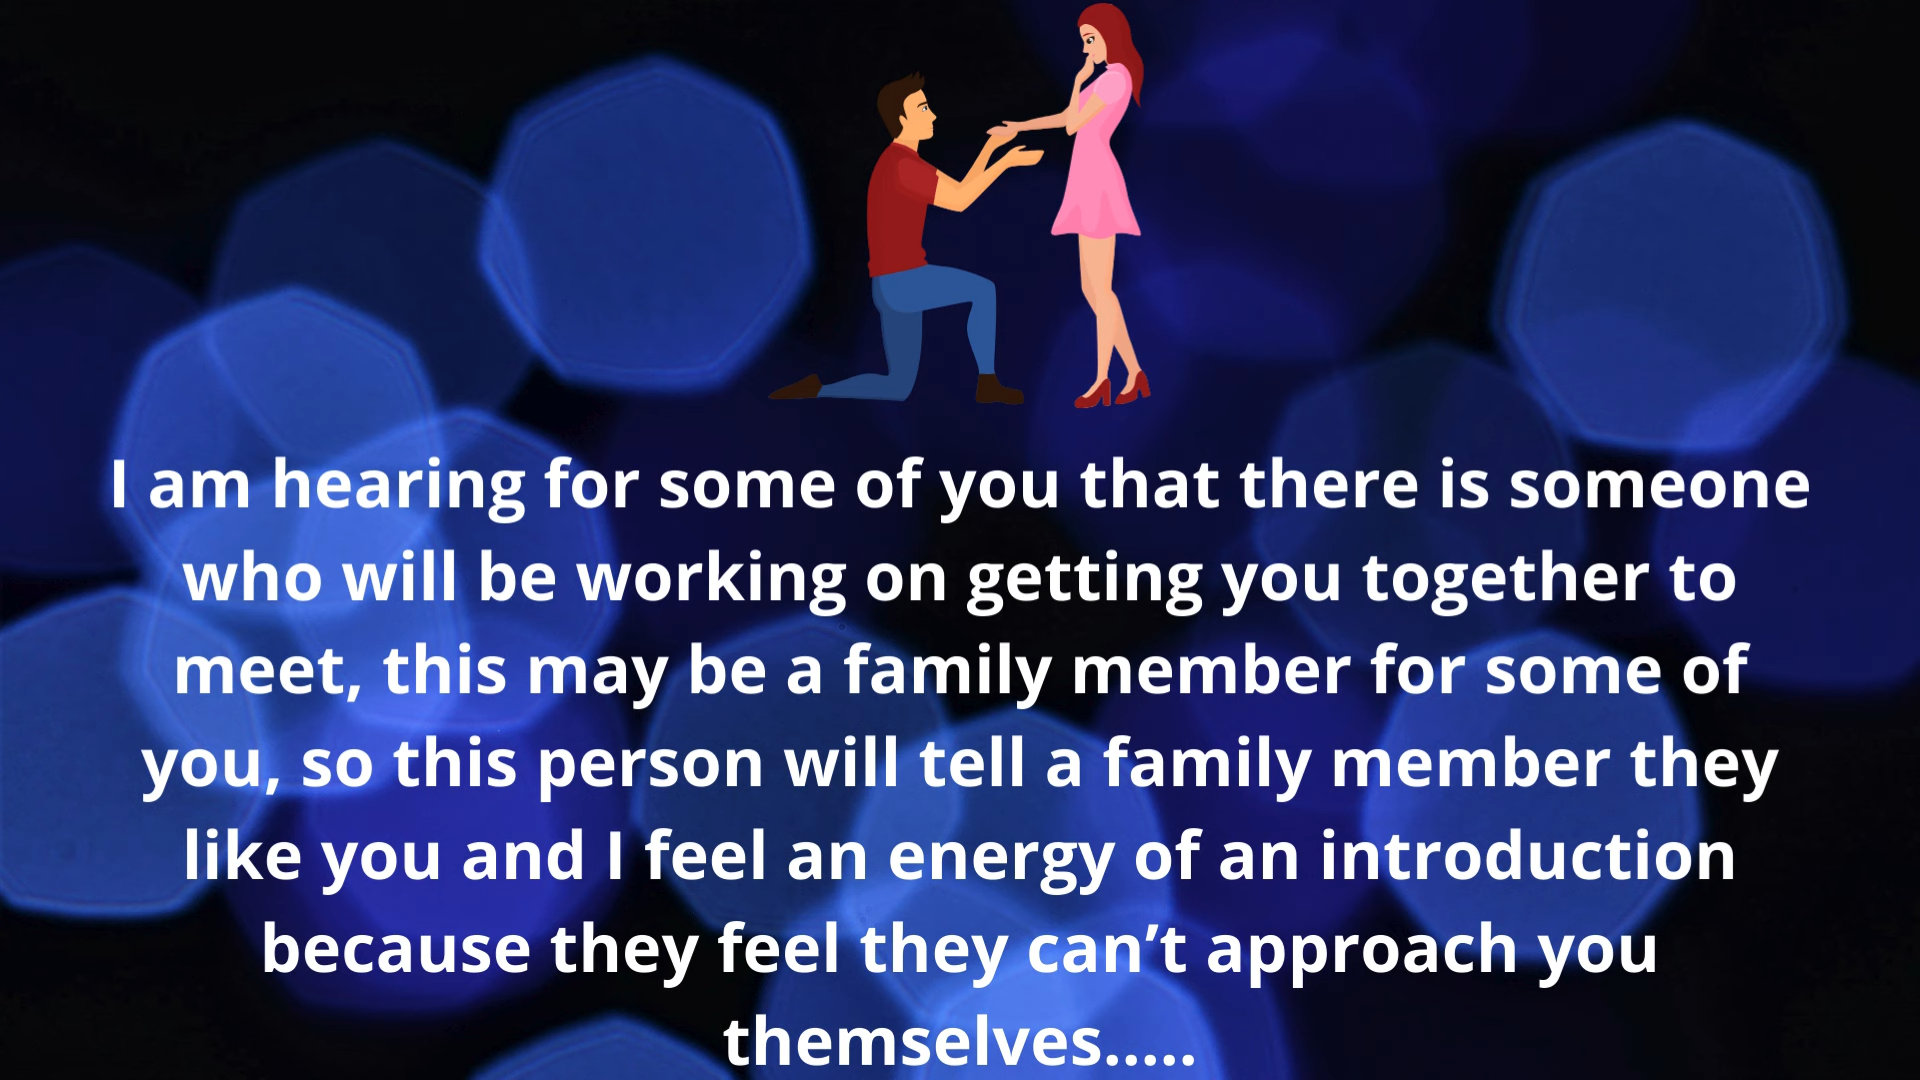 I am hearing for some of you that there is someone
who will be working on getting you together to
meet, this may be a family member for some of
you, so this person will tell a family member they
like you and I feel an energy of an introduction
because they feel they can’t approach you
themselves.....